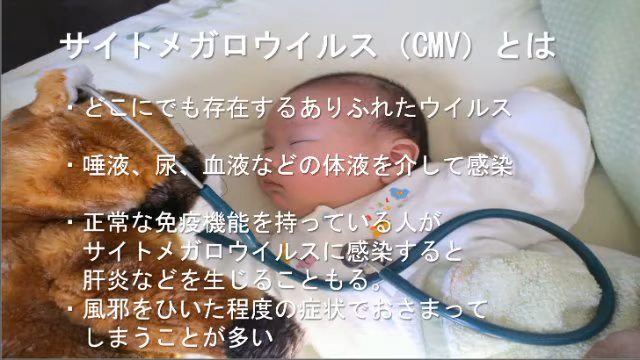 サイトメガロウイルス（CMV）とは
・どこにでも存在するありふれたウイルス
・唾液、尿、血液などの体液を介して感染
・正常な免疫機能を持っている人が
サイトメガロウイルスに感染すると
肝炎などを生じることもる。
・風邪をひいた程度の症状でおさまって
しまうことが多い